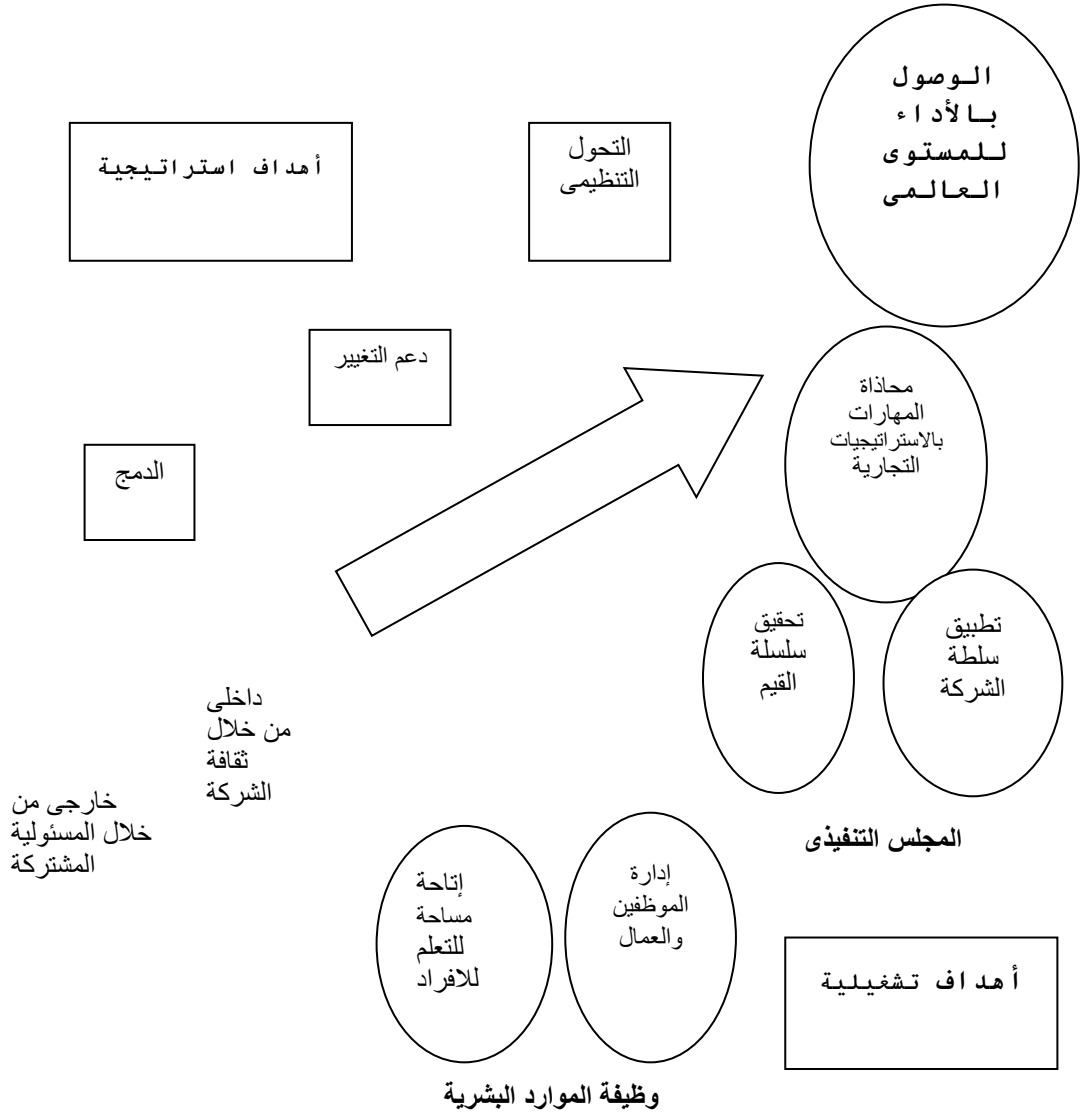 الوصول
بالأداء
للمستوى
العالمى
أهداف استراتيجية
التحول
التنظيمى
دعم التغيير
محاذاة
المهارات
بالاستراتيجيات
التجارية
الدمج
تطبيق
سلطة
الشركة
تحقيق
سلسلة
القيم
داخلى
من خلال
ثقافة
الشركة
خارجى من
خلال المسئولية
المشتركة
المجلس التنفيذى
إدارة
الموظفين
والعمال
إتاحة
مساحة
للتعلم
للافراد
أهداف تشغيلية
وظيفة الموارد البشرية